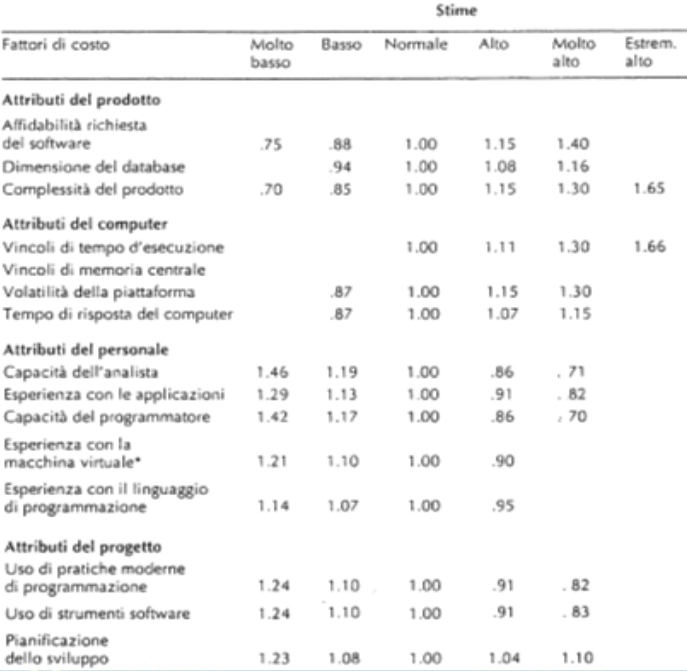 Stime
Fattori di costo Molto basso Basso Normale Alto Molto alto Estrem. alto
Attributi del prodotto
Affidabilità richiesta
del software .75 .88 1.00 1.15 1.40
Dimensione del database .94 1.00 1.08 1.16
Complessità del prodotto .70 .85 1.00 1.15 1.30 1.65
Attributi del computer
Vincoli di tempo d'esecuzione 1.00 1.11 1.30 1.66
Vincoli di memoria centrale
Volatilità della piattaforma .87 1.00 1.15 1.30
Tempo di risposta del computer .87 1.00 1.07 1.15
Attributi del personale
Capacità dell'analista 1.46 1.19 1.00 .86 .71
Esperienza con le applicazioni 1.29 1.13 1.00 .91 .82
Capacità del programmatore 1.42 1.17 1.00 .86 .70
Esperienza con la
macchina virtuale* 1.21 1.10 1.00 .90
Esperienza con il linguaggio
di programmazione 1.14 1.07 1.00 .95
Attributi del progetto
Uso di pratiche moderne
di programmazione 1.24 1.10 1.00 .91 .82
Uso di strumenti software 1.24 1.10 1.00 .91 .83
Pianificazione
dello sviluppo 1.23 1.08 1.00 1.04 1.10